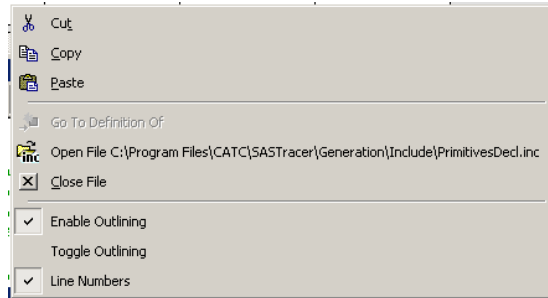 Cut
Copy
Paste
Go To Definition Of
inc
Open File C:\Program Files\CATC\SASTracer\Generation\Include\PrimitivesDecl.inc
Close File
Enable Outlining
Toggle Outlining
Line Numbers